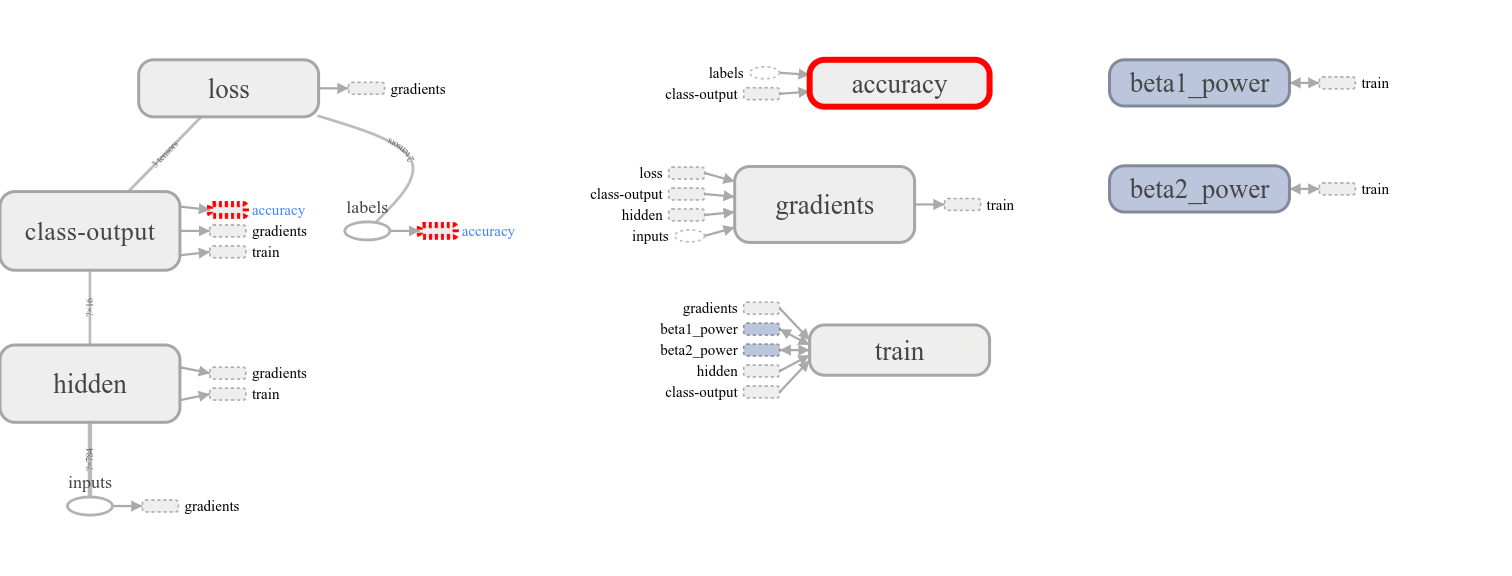 loss
gradients
3 tensors
2 tensors
class-output
accuracy
gradients
train
labels
accuracy
?×16
hidden
gradients
train
?×784
inputs
gradients
labels
class-output
accuracy
loss
class-output
hidden
inputs
gradients
train
gradients
beta1_power
beta2_power
hidden
class-output
train
beta1_power
train
beta2_power
train